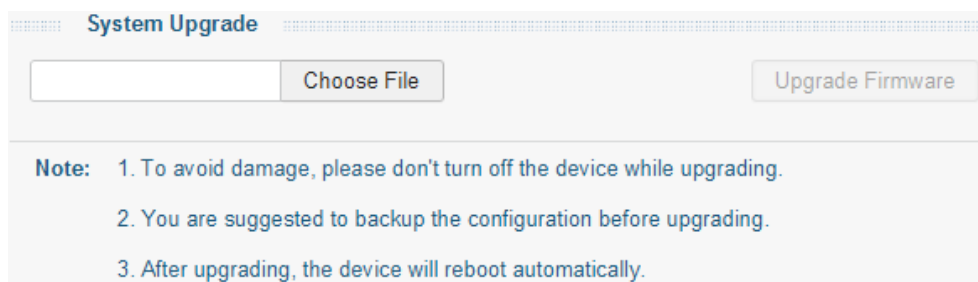 System Upgrade
Choose File Upgrade Firmware
Note: 1. To avoid damage, please don't turn off the device while upgrading.
2. You are suggested to backup the configuration before upgrading.
3. After upgrading, the device will reboot automatically.